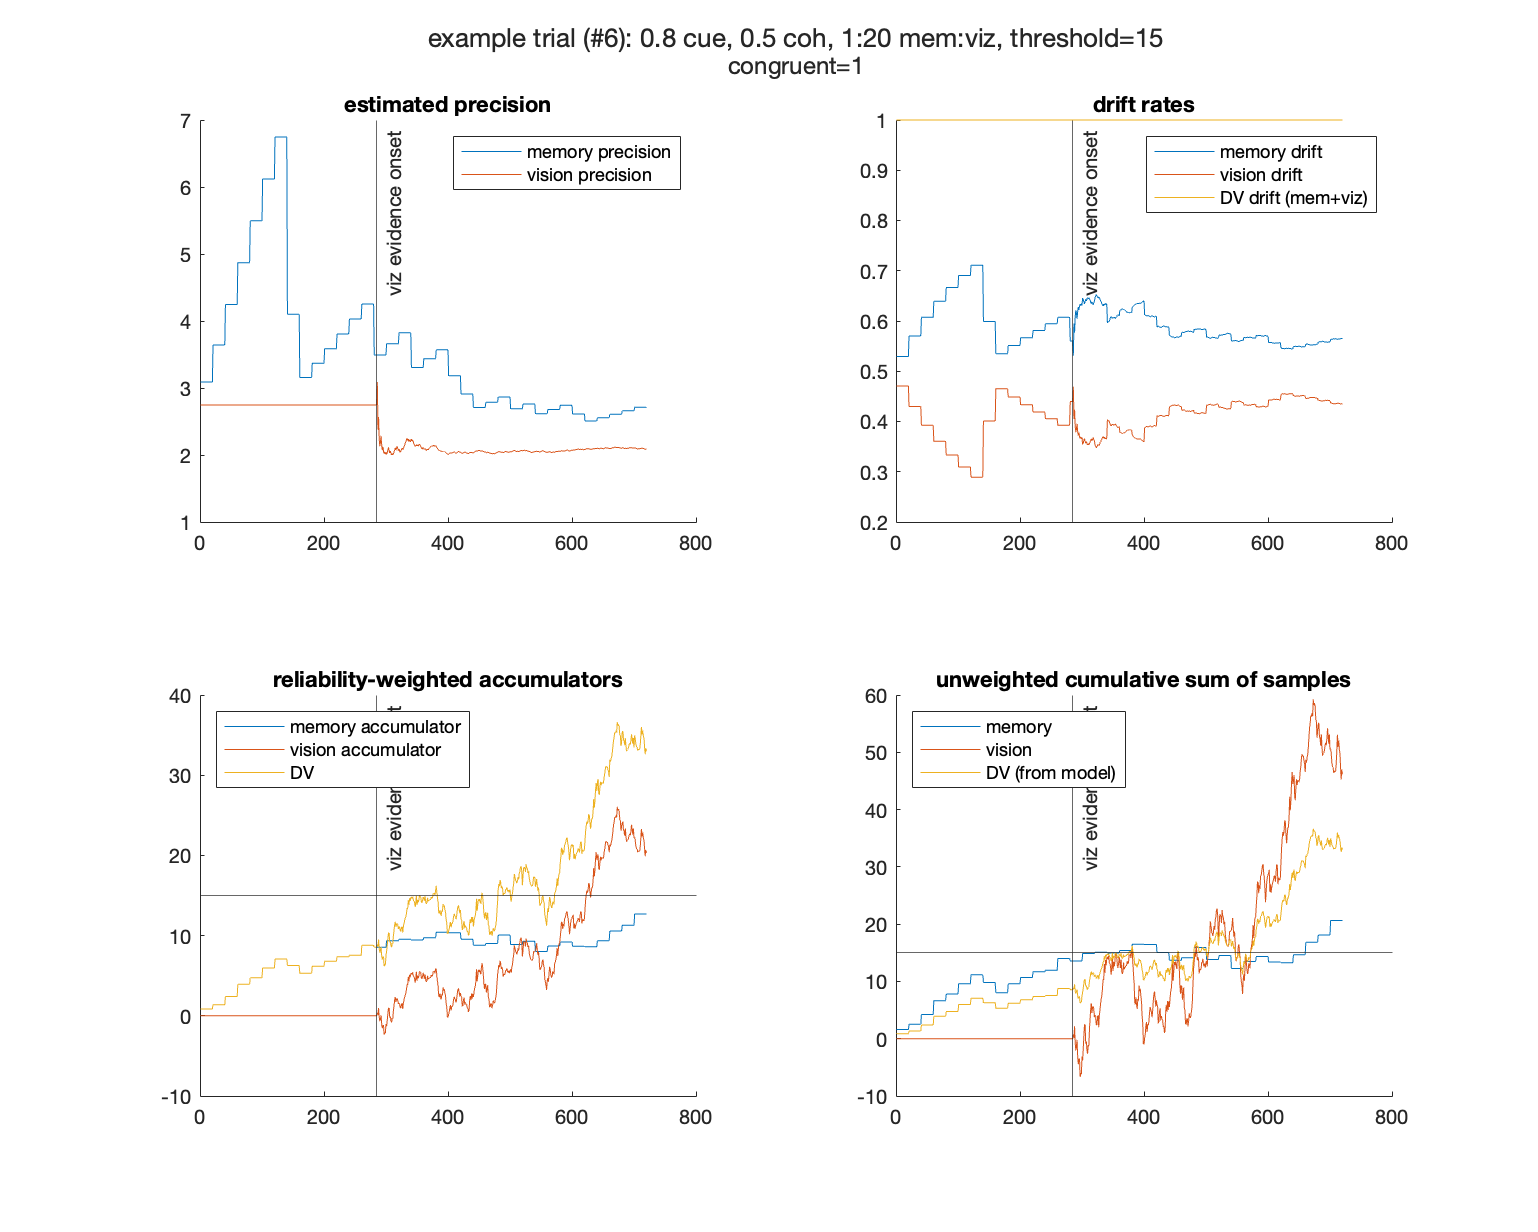 example trial (#6): 0.8 cue, 0.5 coh, 1:20 mem:viz, threshold=15
congruent=1
estimated precision
7
6
5
4
3
2
1
0
200
400
600
800
viz evidence onset
memory precision
vision precision
drift rates
1
0.9
0.8
0.7
0.6
0.5
0.4
0.3
0.2
0
200
400
600
800
viz evidence onset
memory drift
vision drift
DV drift (mem+viz)
reliability-weighted accumulators
40
30
20
10
0
-10
0
200
400
600
800
viz evider
memory accumulator
vision accumulator
DV
unweighted cumulative sum of samples
60
50
40
30
20
10
0
-10
0
200
400
600
800
viz evider
memory
vision
DV (from model)